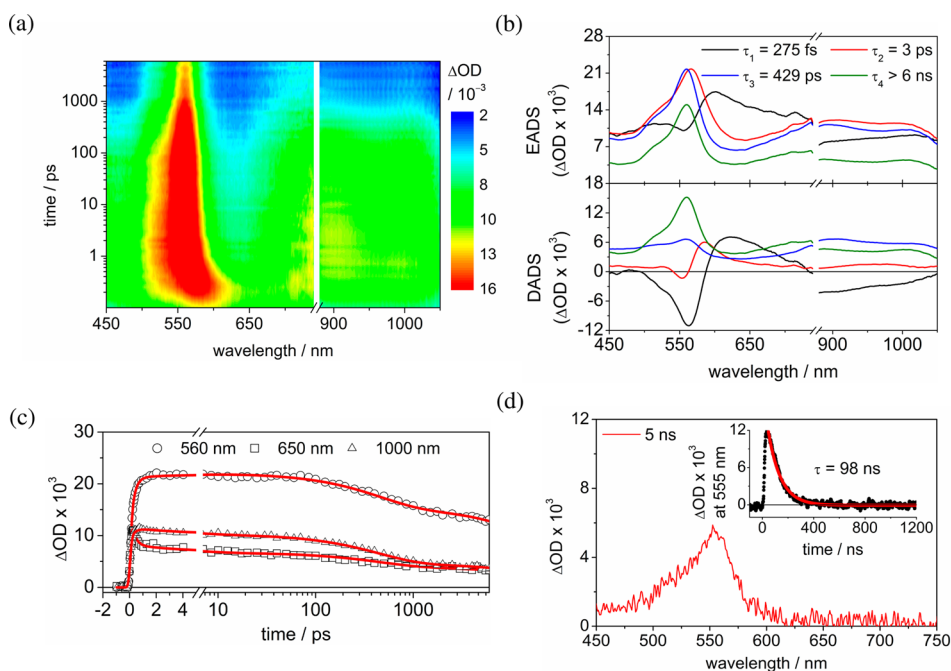 (a)
ΔOD
/ 10⁻³
2
4
6
8
10
13
16
1000
100
10
1
time / ps
450 550 650 900 1000
wavelength / nm
(b)
28
21
14
7
18
EADS
(ΔOD × 10³)
τ₁ = 275 fs
τ₂ = 3 ps
τ₃ = 429 ps
τ₄ > 6 ns
12
6
0
-6
-12
DADS
(ΔOD × 10³)
450 550 650 900 1000
wavelength / nm
(c)
30
20
10
0
ΔOD × 10³
560 nm 650 nm 1000 nm
-2 0 2 4 10 100 1000
time / ps
(d)
12
9
6
3
0
ΔOD × 10³
5 ns
450 500 550 600 650 700 750
wavelength / nm
12
6
0
ΔOD × 10³
at 555 nm
τ = 98 ns
0 400 800 1200
time / ns